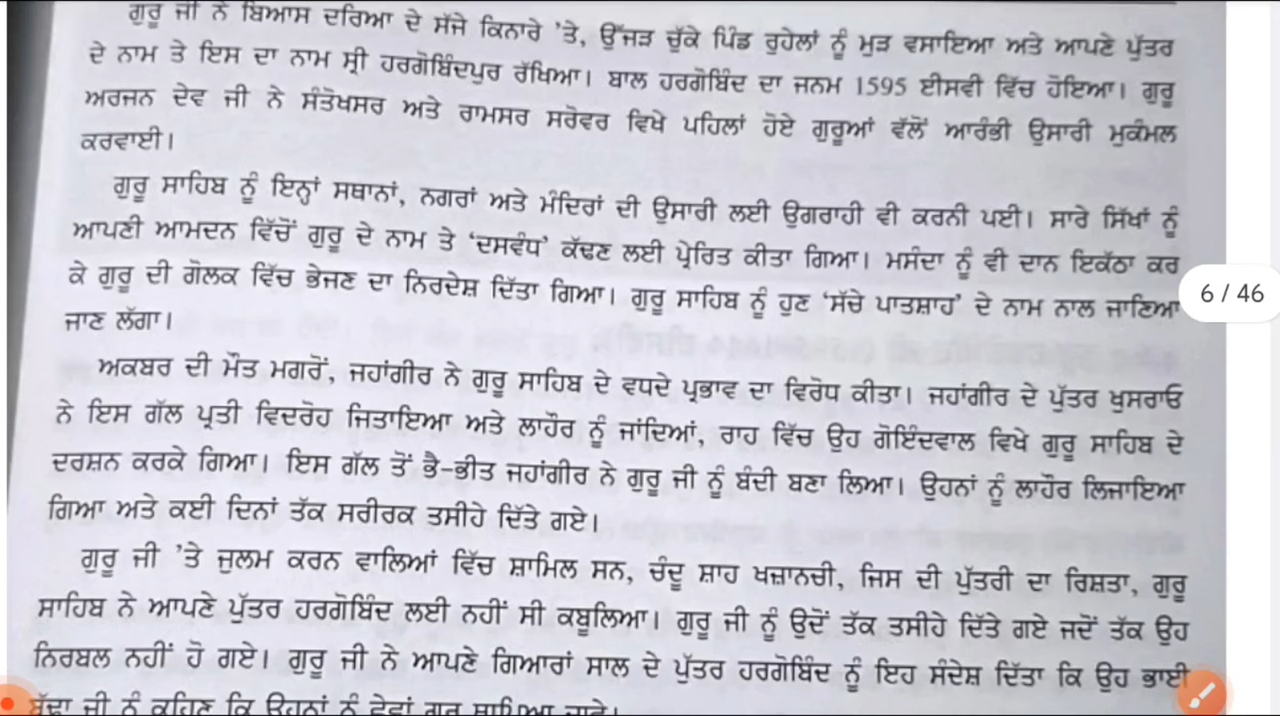 ਗੁਰੂ ਜੀ ਨੇ ਬਿਆਸ ਦਰਿਆ ਦੇ ਸੱਜੇ ਕਿਨਾਰੇ 'ਤੇ, ਉੱਜੜ ਚੁੱਕੇ ਪਿੰਡ ਰੁਹੇਲਾਂ ਨੂੰ ਮੁੜ ਵਸਾਇਆ ਅਤੇ ਆਪਣੇ ਪੁੱਤਰ
ਦੇ ਨਾਮ ਤੇ ਇਸ ਦਾ ਨਾਮ ਸ੍ਰੀ ਹਰਗੋਬਿੰਦਪੁਰ ਰੱਖਿਆ। ਬਾਲ ਹਰਗੋਬਿੰਦ ਦਾ ਜਨਮ 1595 ਈਸਵੀ ਵਿੱਚ ਹੋਇਆ। ਗੁਰੂ
ਅਰਜਨ ਦੇਵ ਜੀ ਨੇ ਸੰਤੋਖਸਰ ਅਤੇ ਰਾਮਸਰ ਸਰੋਵਰ ਵਿਖੇ ਪਹਿਲਾਂ ਹੋਏ ਗੁਰੂਆਂ ਵੱਲੋਂ ਆਰੰਭੀ ਉਸਾਰੀ ਮੁਕੰਮਲ
ਕਰਵਾਈ।
ਗੁਰੂ ਸਾਹਿਬ ਨੂੰ ਇਨ੍ਹਾਂ ਸਥਾਨਾਂ, ਨਗਰਾਂ ਅਤੇ ਮੰਦਿਰਾਂ ਦੀ ਉਸਾਰੀ ਲਈ ਉਗਰਾਹੀ ਵੀ ਕਰਨੀ ਪਈ। ਸਾਰੇ ਸਿੱਖਾਂ ਨੂੰ
ਆਪਣੀ ਆਮਦਨ ਵਿੱਚੋਂ ਗੁਰੂ ਦੇ ਨਾਮ ਤੇ 'ਦਸਵੰਧ' ਕੱਢਣ ਲਈ ਪ੍ਰੇਰਿਤ ਕੀਤਾ ਗਿਆ। ਮਸੰਦਾ ਨੂੰ ਵੀ ਦਾਨ ਇਕੱਠਾ ਕਰ
ਕੇ ਗੁਰੂ ਦੀ ਗੋਲਕ ਵਿੱਚ ਭੇਜਣ ਦਾ ਨਿਰਦੇਸ਼ ਦਿੱਤਾ ਗਿਆ। ਗੁਰੂ ਸਾਹਿਬ ਨੂੰ ਹੁਣ 'ਸੱਚੇ ਪਾਤਸ਼ਾਹ' ਦੇ ਨਾਮ ਨਾਲ ਜਾਣਿਆ
6 / 46
ਜਾਣ ਲੱਗਾ।
ਅਕਬਰ ਦੀ ਮੌਤ ਮਗਰੋਂ, ਜਹਾਂਗੀਰ ਨੇ ਗੁਰੂ ਸਾਹਿਬ ਦੇ ਵਧਦੇ ਪ੍ਰਭਾਵ ਦਾ ਵਿਰੋਧ ਕੀਤਾ। ਜਹਾਂਗੀਰ ਦੇ ਪੁੱਤਰ ਖੁਸਰਾਓ
ਨੇ ਇਸ ਗੱਲ ਪ੍ਰਤੀ ਵਿਦਰੋਹ ਜਿਤਾਇਆ ਅਤੇ ਲਾਹੌਰ ਨੂੰ ਜਾਂਦਿਆਂ, ਰਾਹ ਵਿੱਚ ਉਹ ਗੋਇੰਦਵਾਲ ਵਿਖੇ ਗੁਰੂ ਸਾਹਿਬ ਦੇ
ਦਰਸ਼ਨ ਕਰਕੇ ਗਿਆ। ਇਸ ਗੱਲ ਤੋਂ ਭੈ-ਭੀਤ ਜਹਾਂਗੀਰ ਨੇ ਗੁਰੂ ਜੀ ਨੂੰ ਬੰਦੀ ਬਣਾ ਲਿਆ। ਉਹਨਾਂ ਨੂੰ ਲਾਹੌਰ ਲਿਜਾਇਆ
ਗਿਆ ਅਤੇ ਕਈ ਦਿਨਾਂ ਤੱਕ ਸਰੀਰਕ ਤਸੀਹੇ ਦਿੱਤੇ ਗਏ।
ਗੁਰੂ ਜੀ 'ਤੇ ਜੁਲਮ ਕਰਨ ਵਾਲਿਆਂ ਵਿੱਚ ਸ਼ਾਮਿਲ ਸਨ, ਚੰਦੂ ਸ਼ਾਹ ਖਜ਼ਾਨਚੀ, ਜਿਸ ਦੀ ਪੁੱਤਰੀ ਦਾ ਰਿਸ਼ਤਾ, ਗੁਰੂ
ਸਾਹਿਬ ਨੇ ਆਪਣੇ ਪੁੱਤਰ ਹਰਗੋਬਿੰਦ ਲਈ ਨਹੀਂ ਸੀ ਕਬੂਲਿਆ। ਗੁਰੂ ਜੀ ਨੂੰ ਉਦੋਂ ਤੱਕ ਤਸੀਹੇ ਦਿੱਤੇ ਗਏ ਜਦੋਂ ਤੱਕ ਉਹ
ਨਿਰਬਲ ਨਹੀਂ ਹੋ ਗਏ। ਗੁਰੂ ਜੀ ਨੇ ਆਪਣੇ ਗਿਆਰਾਂ ਸਾਲ ਦੇ ਪੁੱਤਰ ਹਰਗੋਬਿੰਦ ਨੂੰ ਇਹ ਸੰਦੇਸ਼ ਦਿੱਤਾ ਕਿ ਉਹ ਭਾਈ
ਬੁੱਢਾ ਜੀ ਨੂੰ ਕਹਿਣ ਕਿ ਉਹਨਾਂ ਨੂੰ